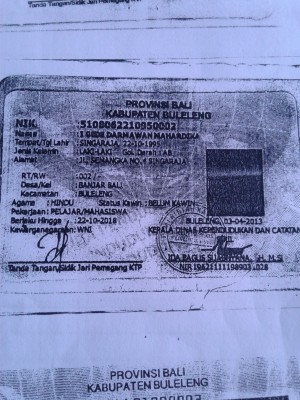 Tanda Tangan/Sidik Jari Pemegang KTP
PROVINSI BALI
KABUPATEN BULELENG
NIK : 5108062210950002
Nama : I GEDE DARMAWAN MAHARDIKA
Tempat/Tgl Lahir : SINGARAJA, 22-10-1995
Jenis Kelamin : LAKI-LAKI Gol. Darah : AB
Alamat : JL. SEMANGKA NO.4 SINGARAJA
RT/RW : 002 / -
Desa/Kel : BANJAR BALI
Kecamatan : BULELENG
Agama : HINDU Status Kawin : BELUM KAWIN
Pekerjaan : PELAJAR/MAHASISWA
Berlaku Hingga : 22-10-2018 BULELENG, 03-04-2013
Kewarganegaraan: WNI KEPALA DINAS KEPENDUDUKAN DAN CATATAN
SIPIL
IDA BAGUS SH. M.SI
Tanda Tangan/Sidik Jari Pemegang KTP NIP.
PROVINSI BALI
KABUPATEN BULELENG